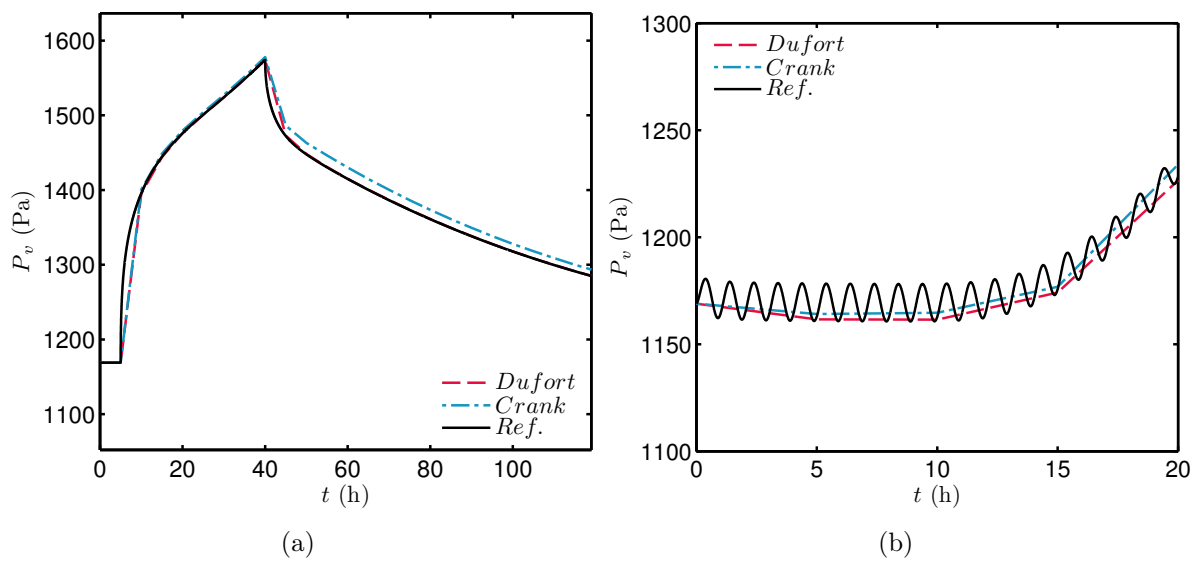 1600
1500
1400
1300
1200
1100
P_v (Pa)
Dufort
Crank
Ref.
0 20 40 60 80 100
t (h)
(a)
1300
1250
1200
1150
1100
P_v (Pa)
Dufort
Crank
Ref.
0 5 10 15 20
t (h)
(b)